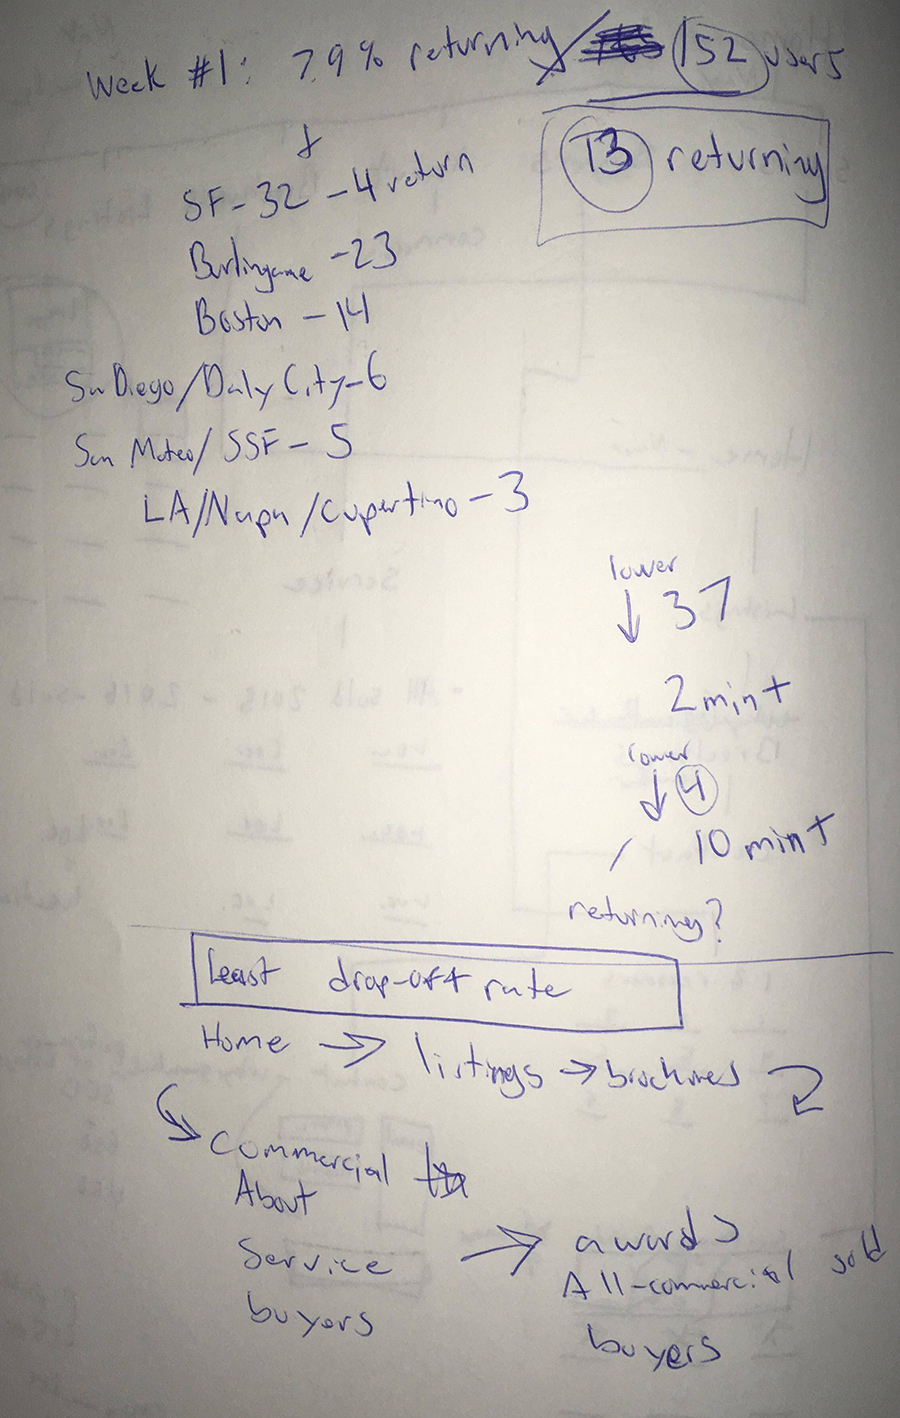 Week #1: 7.9% returning / 152 users
13 returning
SF - 32 - 4 return
Burlingame - 23
Boston - 14
San Diego/Daly City - 6
San Mateo/SSF - 5
LA/Napa/Cupertino - 3
lower
↓ 37
2 min +
lower
↓ 4
10 min +
returning?
Least drop-off rate
Home → listings → brochures
Commercial
About
Service → awards
All-commercial sold
buyers
buyers